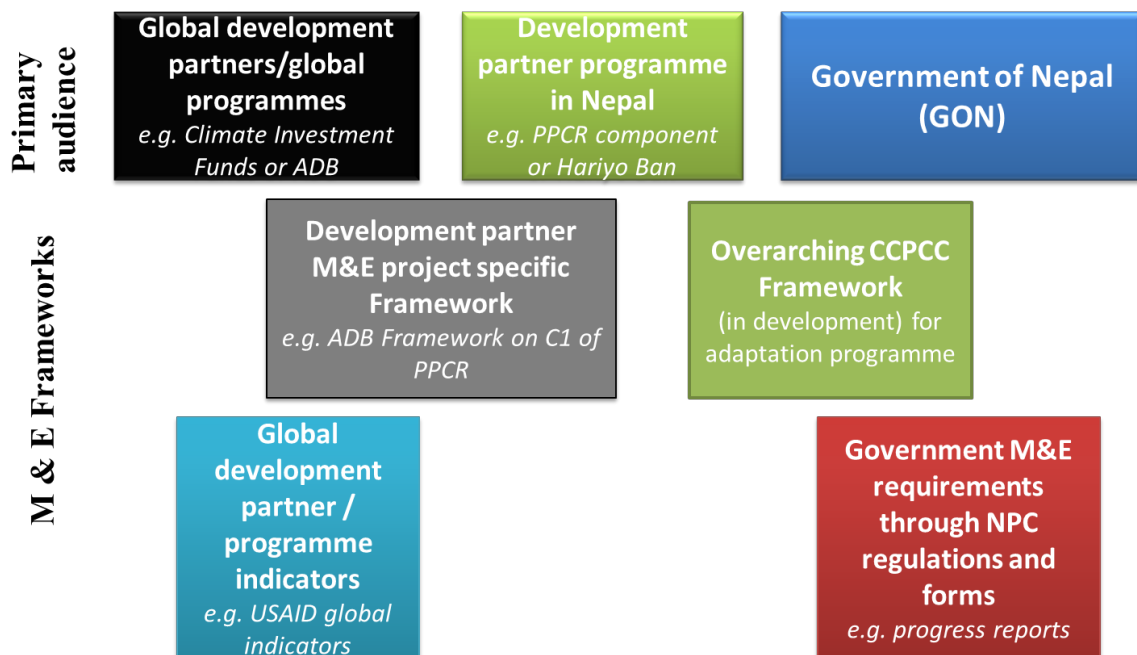 Primary
audience
Global development
partners/global
programmes
e.g. Climate Investment
Funds or ADB
Development
partner programme
in Nepal
e.g. PPCR component
or Hariyo Ban
Government of Nepal
(GON)
M & E Frameworks
Development partner
M&E project specific
Framework
e.g. ADB Framework on C1 of
PPCR
Overarching CCPCC
Framework
(in development) for
adaptation programme
Global
development
partner /
programme
indicators
e.g. USAID global
indicators
Government M&E
requirements
through NPC
regulations and
forms
e.g. progress reports